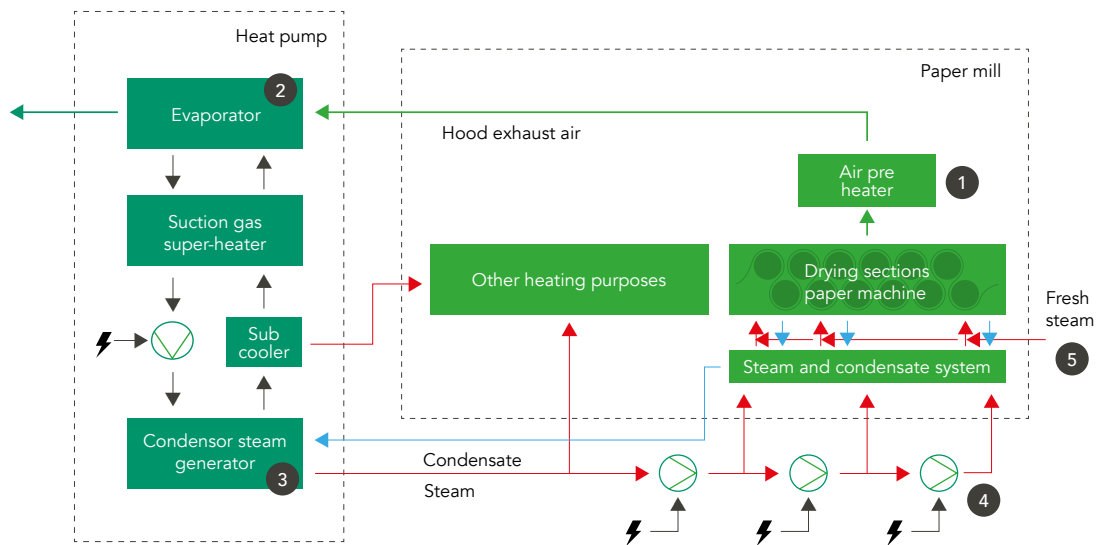 Heat pump
Paper mill
2
Evaporator
Hood exhaust air
Air pre
heater
1
Suction gas
super-heater
Other heating purposes
Drying sections
paper machine
Fresh
steam
5
Sub
cooler
Steam and condensate system
Condensor steam
generator
3
Condensate
Steam
4